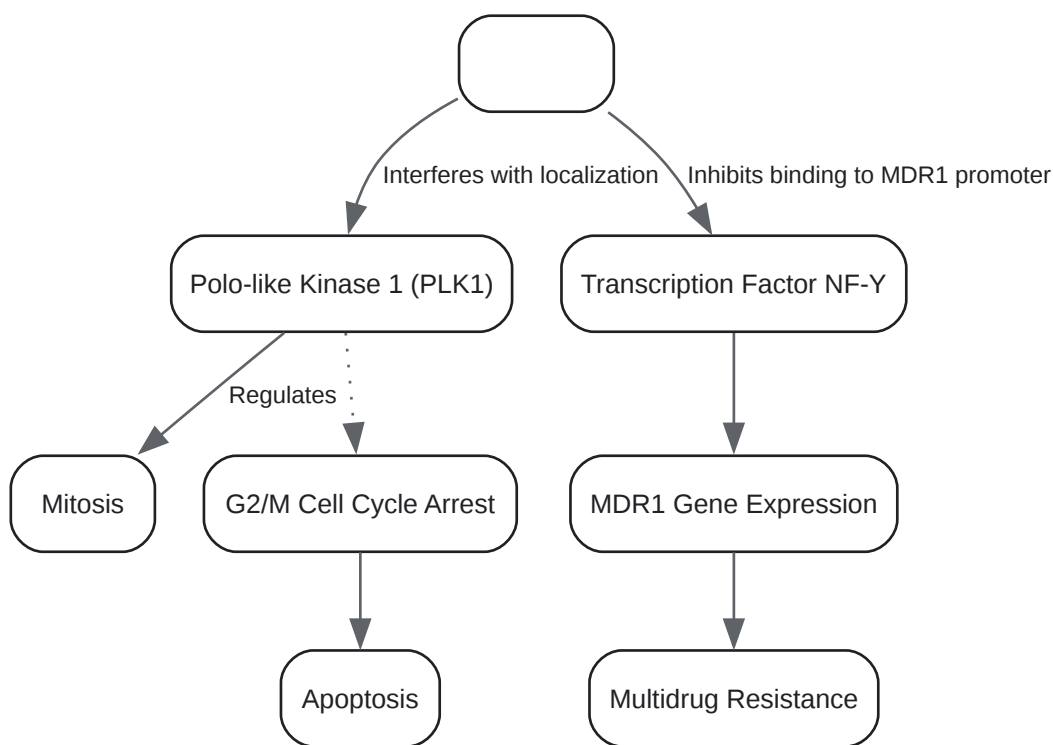 Interferes with localization
Inhibits binding to MDR1 promoter
Polo-like Kinase 1 (PLK1)
Transcription Factor NF-Y
Regulates
Mitosis
G2/M Cell Cycle Arrest
MDR1 Gene Expression
Apoptosis
Multidrug Resistance